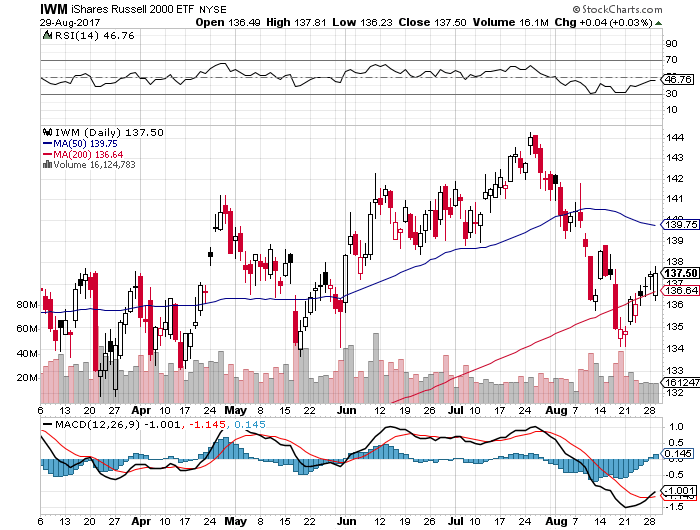 IWM iShares Russell 2000 ETF NYSE © StockCharts.com
29-Aug-2017 Open 136.49 High 137.81 Low 136.23 Close 137.50 Volume 16.1M Chg +0.04 (+0.03%)
RSI(14) 46.76
90
70
50
46.76
30
10
IWM (Daily) 137.50
MA(50) 139.75
MA(200) 136.64
Volume 16,124,783
144
143
142
141
140
139.75
139
138
137.50
137
136.64
136
135
134
133
132
80M
60M
40M
20M
161247
6 13 20 27 Apr 10 17 24 May 8 15 22 Jun 12 19 26 Jul 10 17 24 Aug 7 14 21 28
MACD(12,26,9) -1.001, -1.145, 0.145
1.0
0.5
0.145
-0.5
-1.001
-1.145
-1.5
6 13 20 27 Apr 10 17 24 May 8 15 22 Jun 12 19 26 Jul 10 17 24 Aug 7 14 21 28